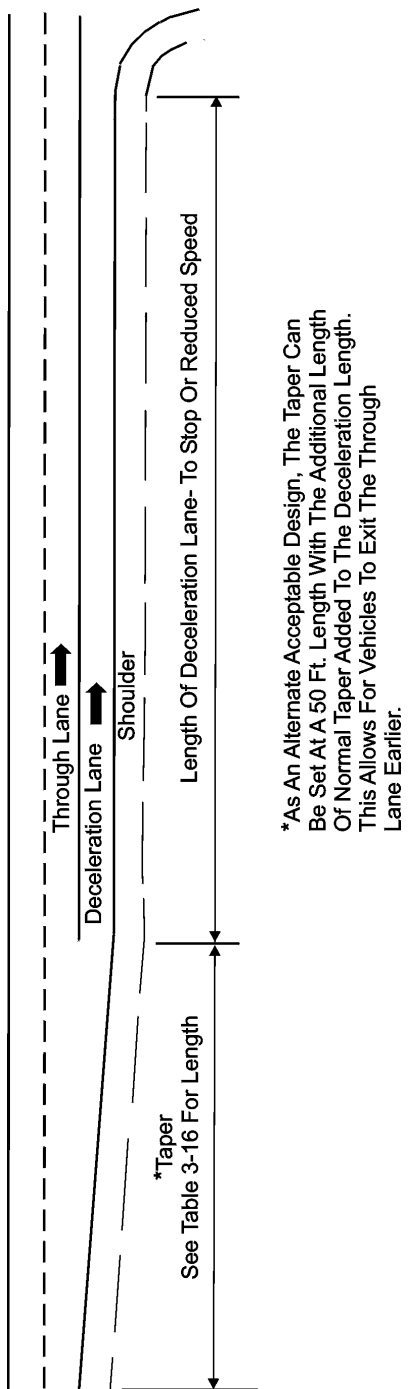 Through Lane
Deceleration Lane
Shoulder
*Taper
See Table 3-16 For Length
Length Of Deceleration Lane- To Stop Or Reduced Speed
*As An Alternate Acceptable Design, The Taper Can
Be Set At A 50 Ft. Length With The Additional Length
Of Normal Taper Added To The Deceleration Length.
This Allows For Vehicles To Exit The Through
Lane Earlier.